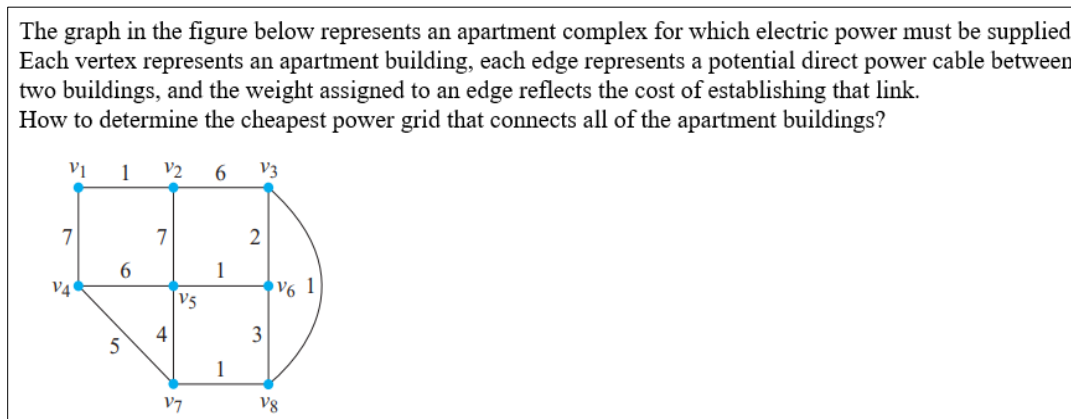 The graph in the figure below represents an apartment complex for which electric power must be supplied
Each vertex represents an apartment building, each edge represents a potential direct power cable between
two buildings, and the weight assigned to an edge reflects the cost of establishing that link.
How to determine the cheapest power grid that connects all of the apartment buildings?
v1 1 v2 6 v3
7 7 2
6 1
v4 v5 v6 1
5 4 3
1
v7 v8